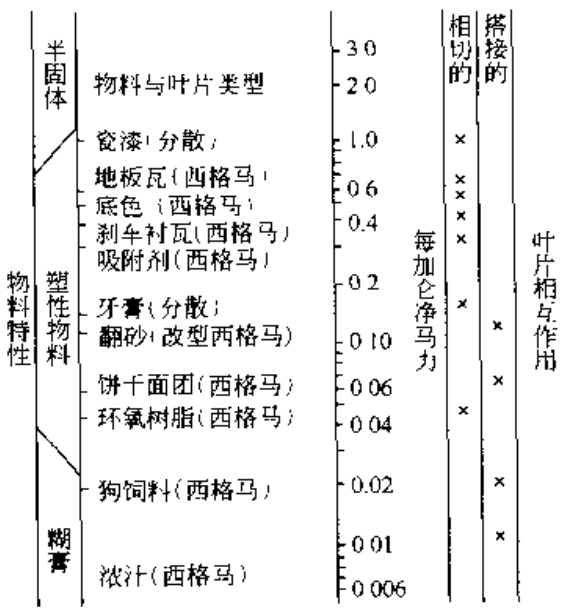 半固体
物料与叶片类型
相切的
搭接的
3.0
2.0
瓷漆(分散)
1.0
地板瓦(西格马)
0.6
底色(西格马)
刹车衬瓦(西格马)
0.4
吸附剂(西格马)
物料特性
塑性物料
每加仑净马力
叶片相互作用
0.2
牙膏(分散)
翻砂(改型西格马)
0.10
饼干面团(西格马)
0.06
环氧树脂(西格马)
0.04
狗饲料(西格马)
0.02
糊膏
0.01
浓汁(西格马)
0.006